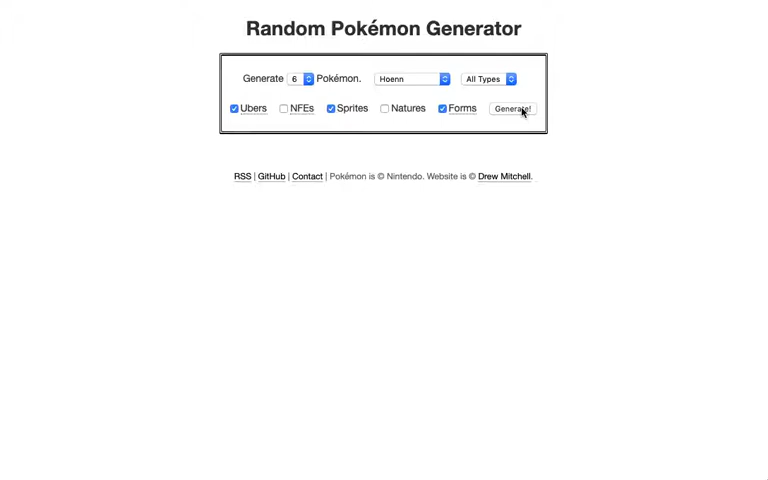 Random Pokémon Generator
Generate 6 Pokémon. Hoenn All Types
Ubers NFEs Sprites Natures Forms Generate!
RSS | GitHub | Contact | Pokémon is © Nintendo. Website is © Drew Mitchell.